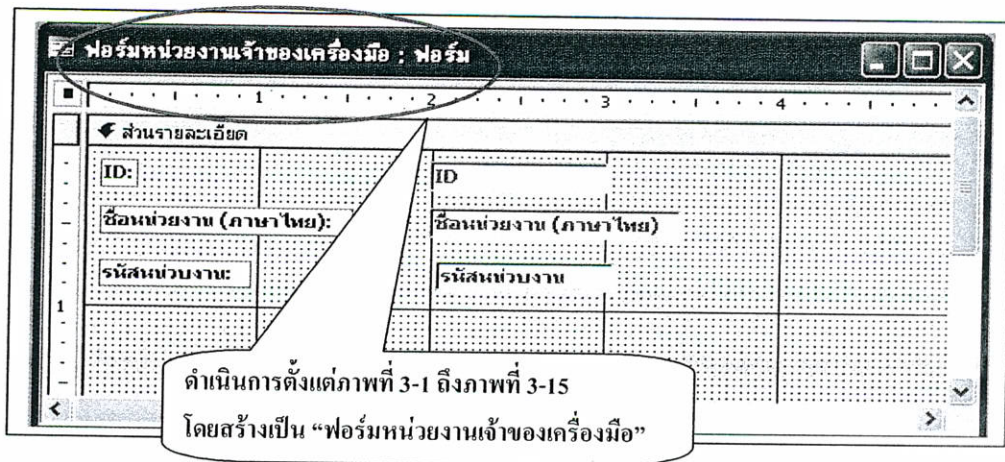 ฟอร์มหน่วยงานเจ้าของเครื่องมือ : ฟอร์ม
1 2 3 4
ส่วนรายละเอียด
ID: ID
ชื่อหน่วยงาน (ภาษาไทย): ชื่อหน่วยงาน (ภาษาไทย)
รหัสหน่วบงาน: รหัสหน่วบงาน
1
ดำเนินการตั้งแต่ภาพที่ 3-1 ถึงภาพที่ 3-15
โดยสร้างเป็น “ฟอร์มหน่วยงานเจ้าของเครื่องมือ”